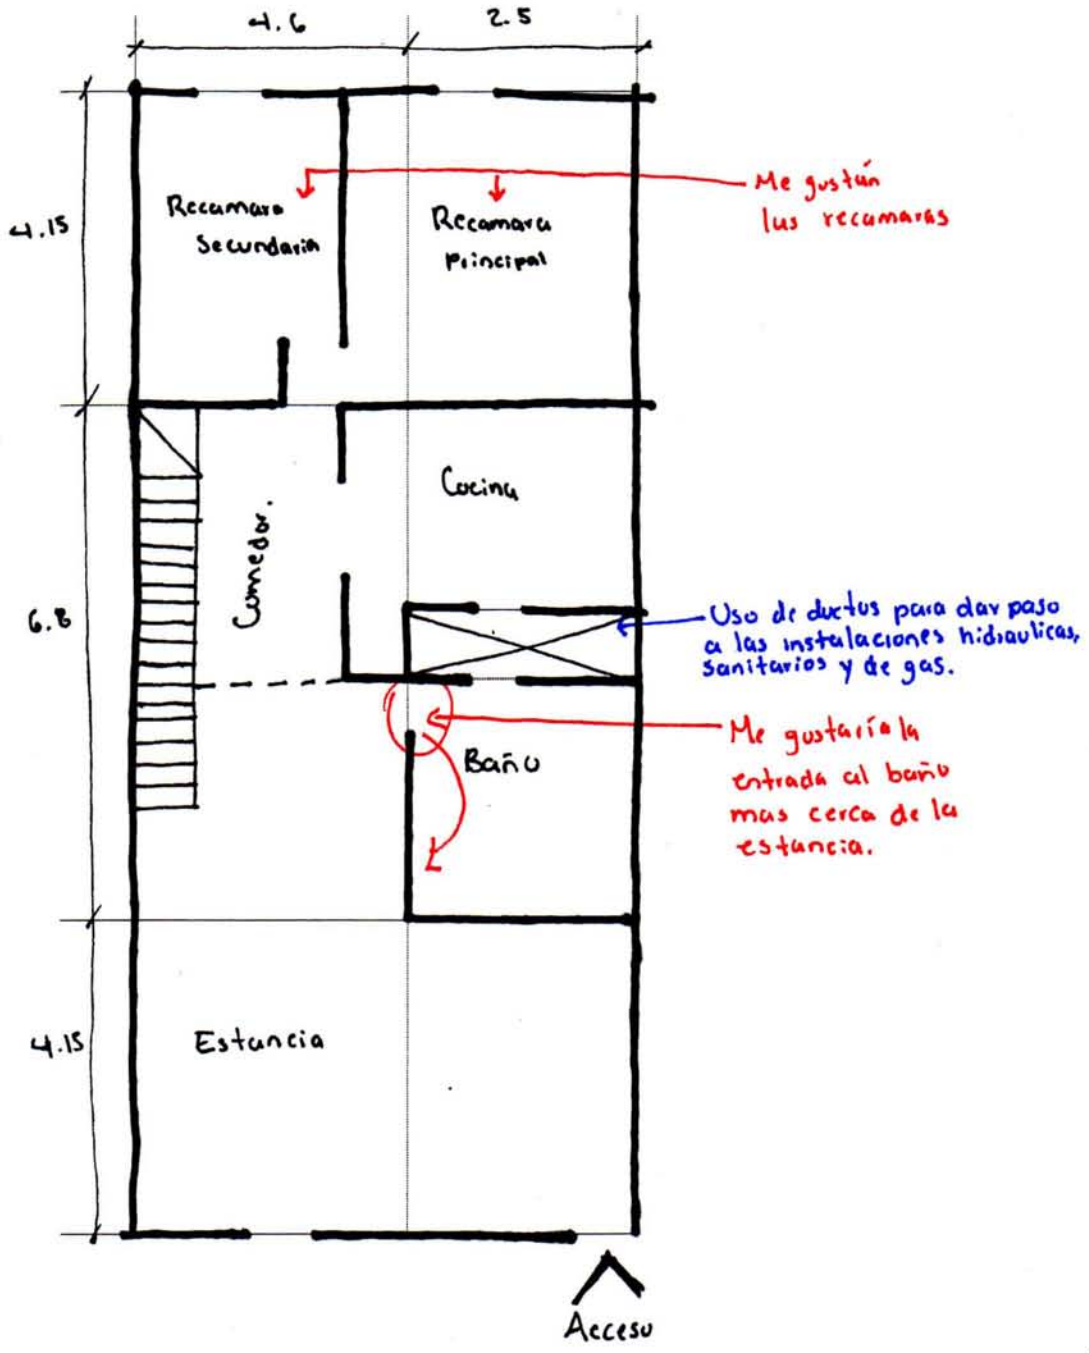 4.6
2.5
4.15
Recamara
Secundaria
Recamara
Principal
Me gustan
las recamaras
Cocina
Comedor.
6.8
Uso de ductos para dar paso
a las instalaciones hidraulicas,
sanitarios y de gas.
Me gustaría la
entrada al baño
mas cerca de la
estancia.
Baño
4.15
Estancia
Acceso